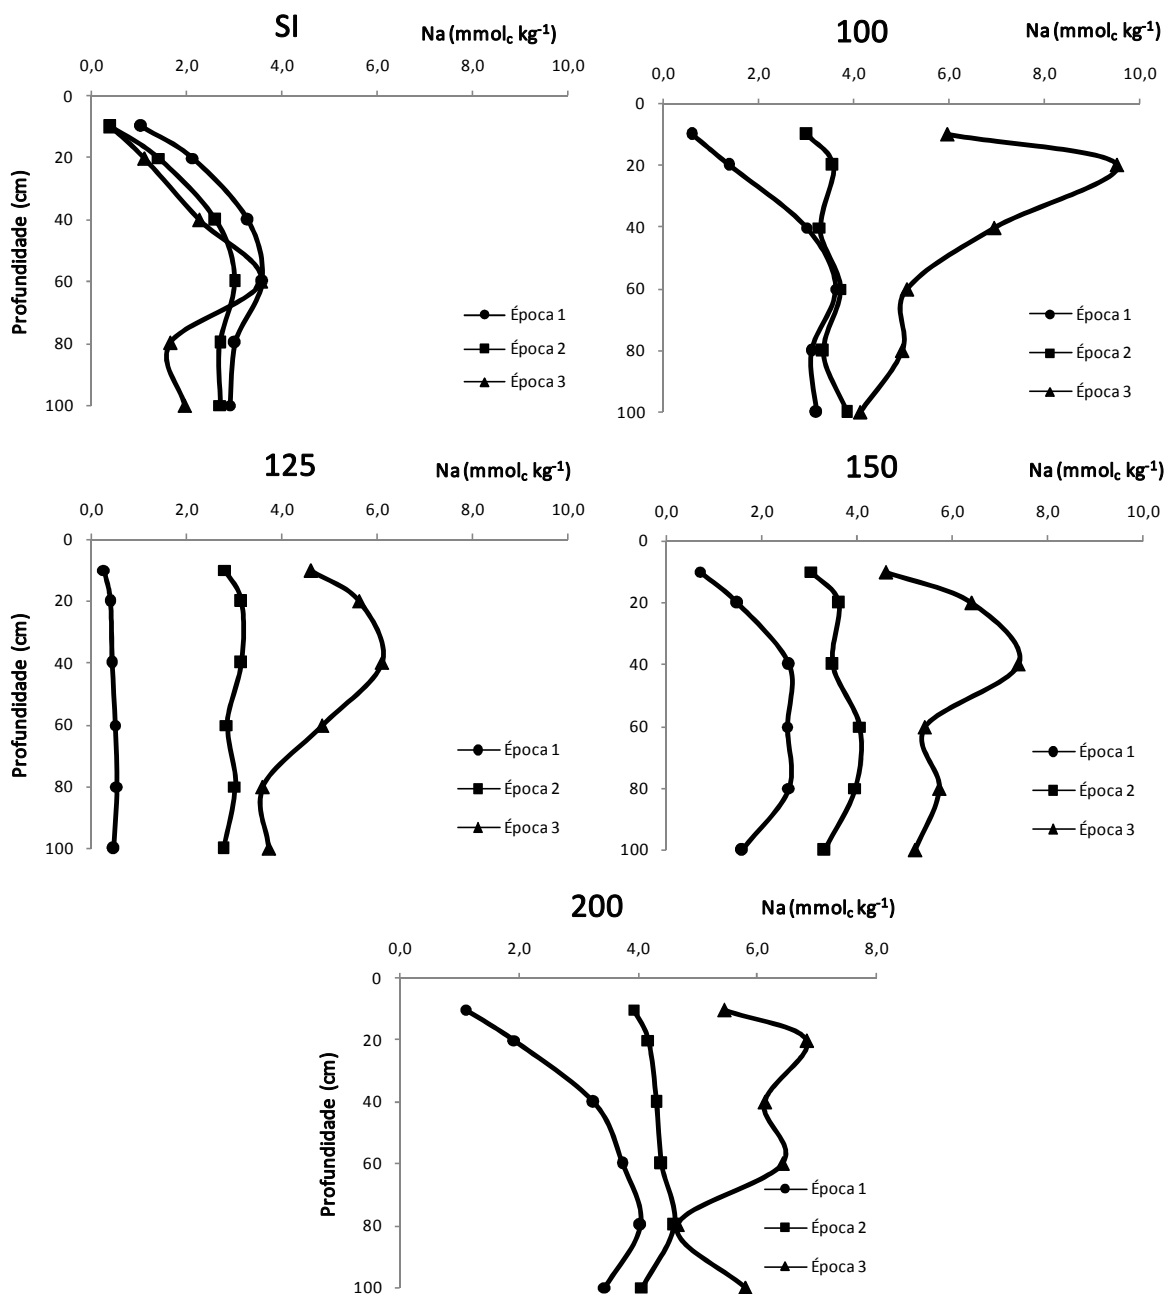 SI Na (mmolc kg-1)
0,0 2,0 4,0 6,0 8,0 10,0
0
20
40
60
80
100
Profundidade (cm)
Época 1
Época 2
Época 3
100 Na (mmolc kg-1)
0,0 2,0 4,0 6,0 8,0 10,0
0
20
40
60
80
100
Época 1
Época 2
Época 3
125 Na (mmolc kg-1)
0,0 2,0 4,0 6,0 8,0 10,0
0
20
40
60
80
100
Profundidade (cm)
Época 1
Época 2
Época 3
150 Na (mmolc kg-1)
0,0 2,0 4,0 6,0 8,0 10,0
0
20
40
60
80
100
Época 1
Época 2
Época 3
200 Na (mmolc kg-1)
0,0 2,0 4,0 6,0 8,0
0
20
40
60
80
100
Profundidade (cm)
Época 1
Época 2
Época 3